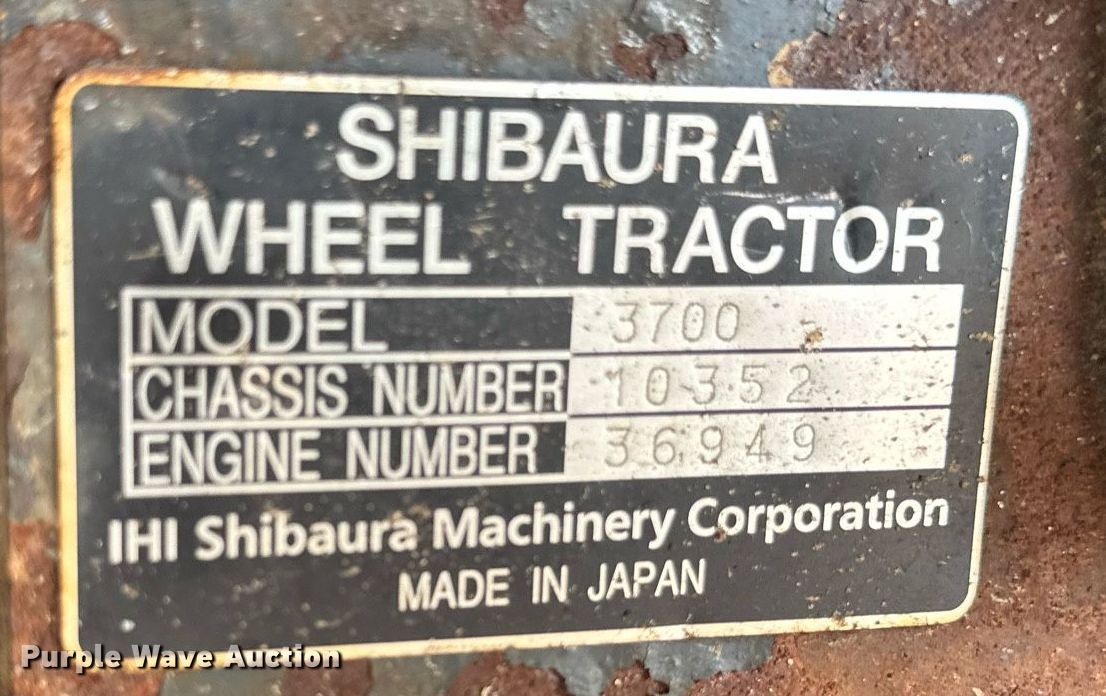 SHIBAURA
WHEEL TRACTOR
MODEL 3700
CHASSIS NUMBER 10352
ENGINE NUMBER 36949
IHI Shibaura Machinery Corporation
MADE IN JAPAN
Purple Wave Auction